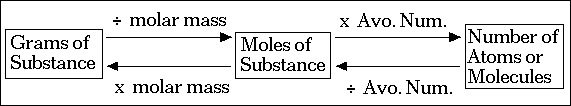 ÷ molar mass
x Avo. Num.
Grams of
Substance
Moles of
Substance
Number of
Atoms or
Molecules
x molar mass
÷ Avo. Num.